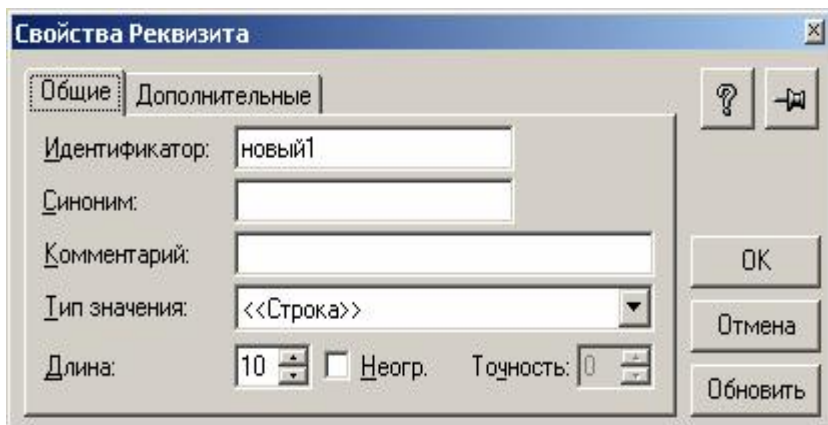 Свойства Реквизита
Общие Дополнительные
Идентификатор: новый1
Синоним:
Комментарий:
OK
Тип значения: <<Строка>>
Отмена
Длина: 10 Неогр. Точность: 0
Обновить